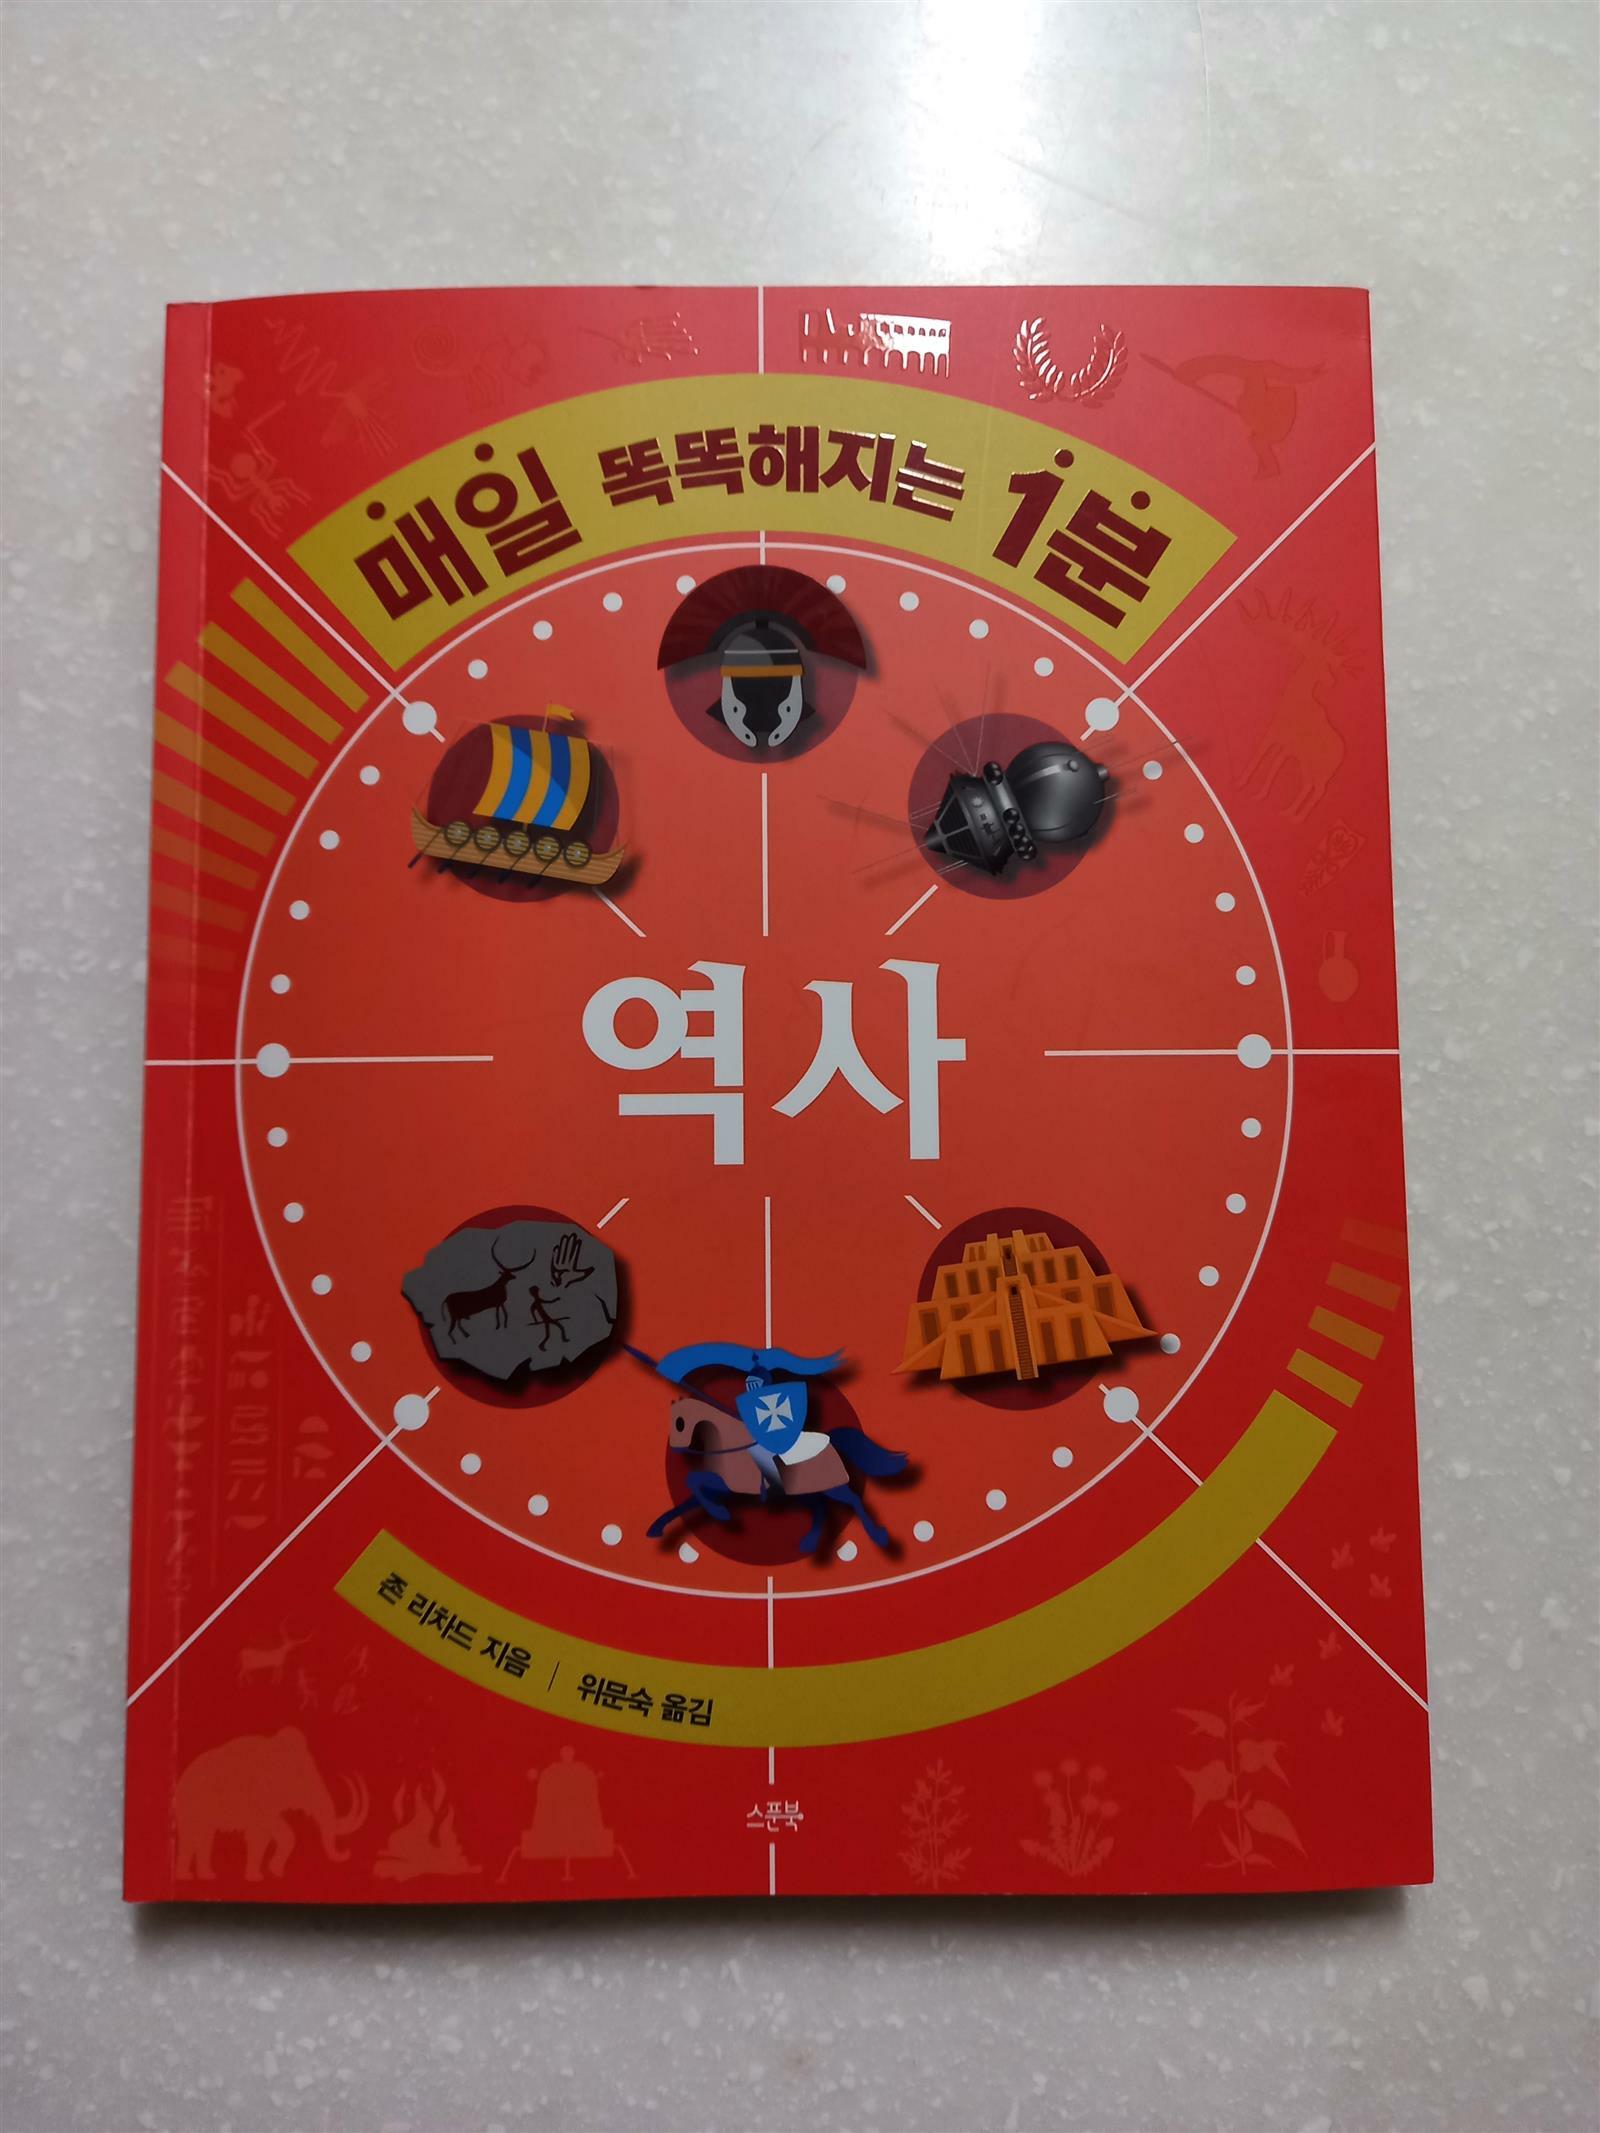 매일 똑똑해지는 1분
역사
존 리차드 지음 | 위문숙 옮김
스푼북